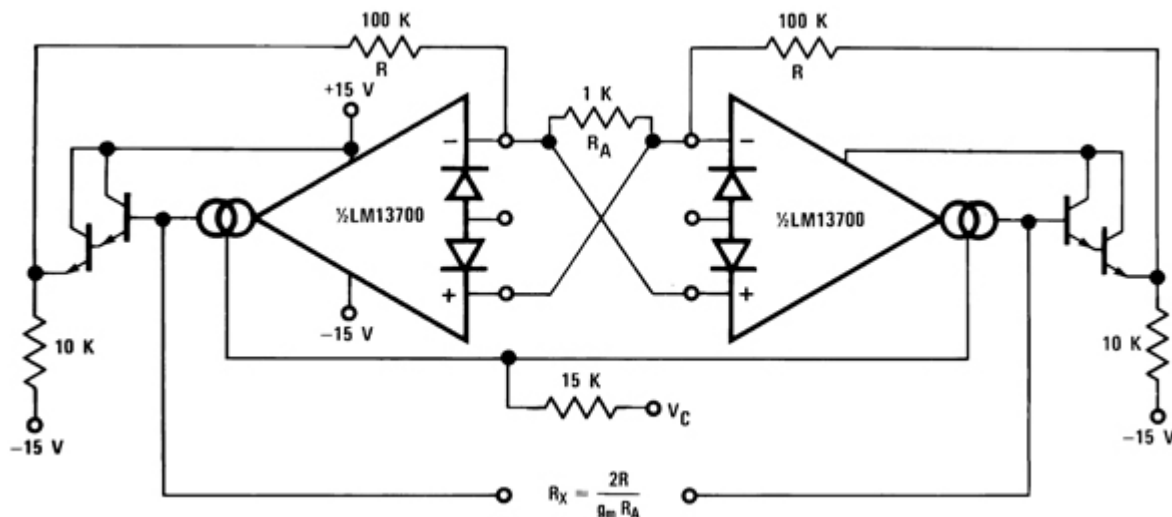 100 K
R
100 K
R
+15 V
1 K
R_A
−
−
½LM13700
½LM13700
+
+
−15 V
10 K
10 K
15 K
V_C
−15 V
−15 V
R_X = 2R / g_m R_A